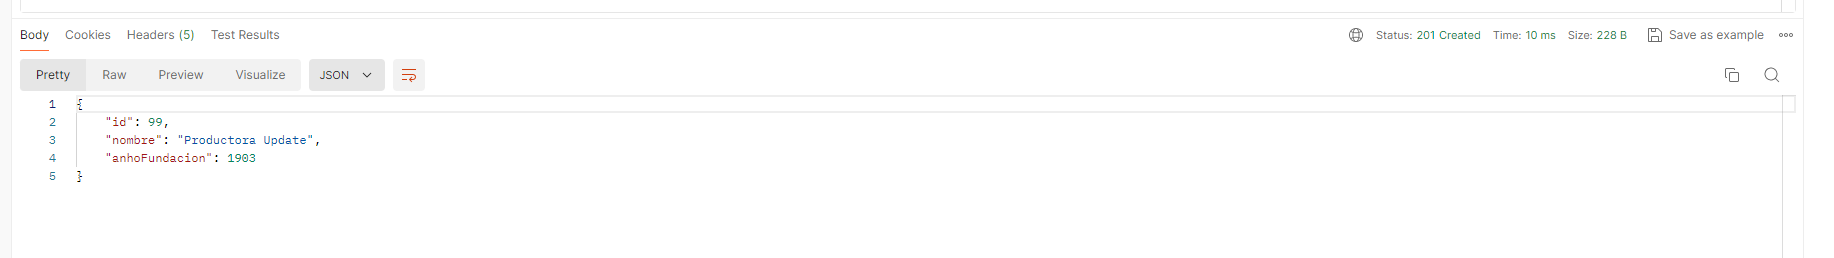 Body Cookies Headers (5) Test Results Status: 201 Created Time: 10 ms Size: 228 B Save as example
Pretty Raw Preview Visualize JSON
1 {
2 "id": 99,
3 "nombre": "Productora Update",
4 "anhoFundacion": 1903
5 }